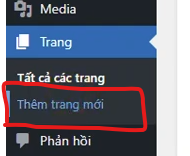 Media
Trang
Tất cả các trang
Thêm trang mới
Phản hồi